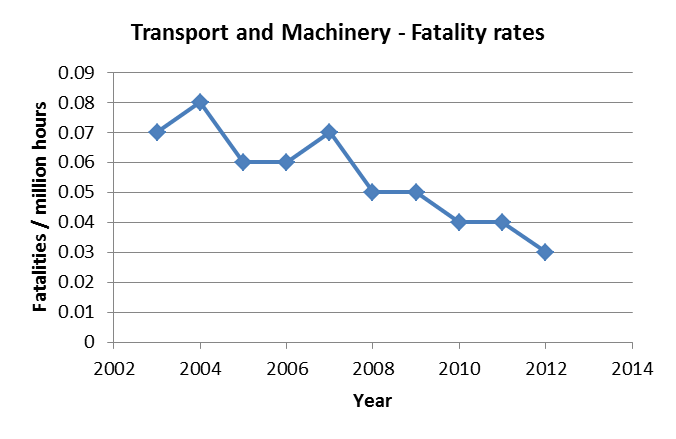 Transport and Machinery - Fatality rates
Fatalities / million hours
0.09
0.08
0.07
0.06
0.05
0.04
0.03
0.02
0.01
0
2002 2004 2006 2008 2010 2012 2014
Year